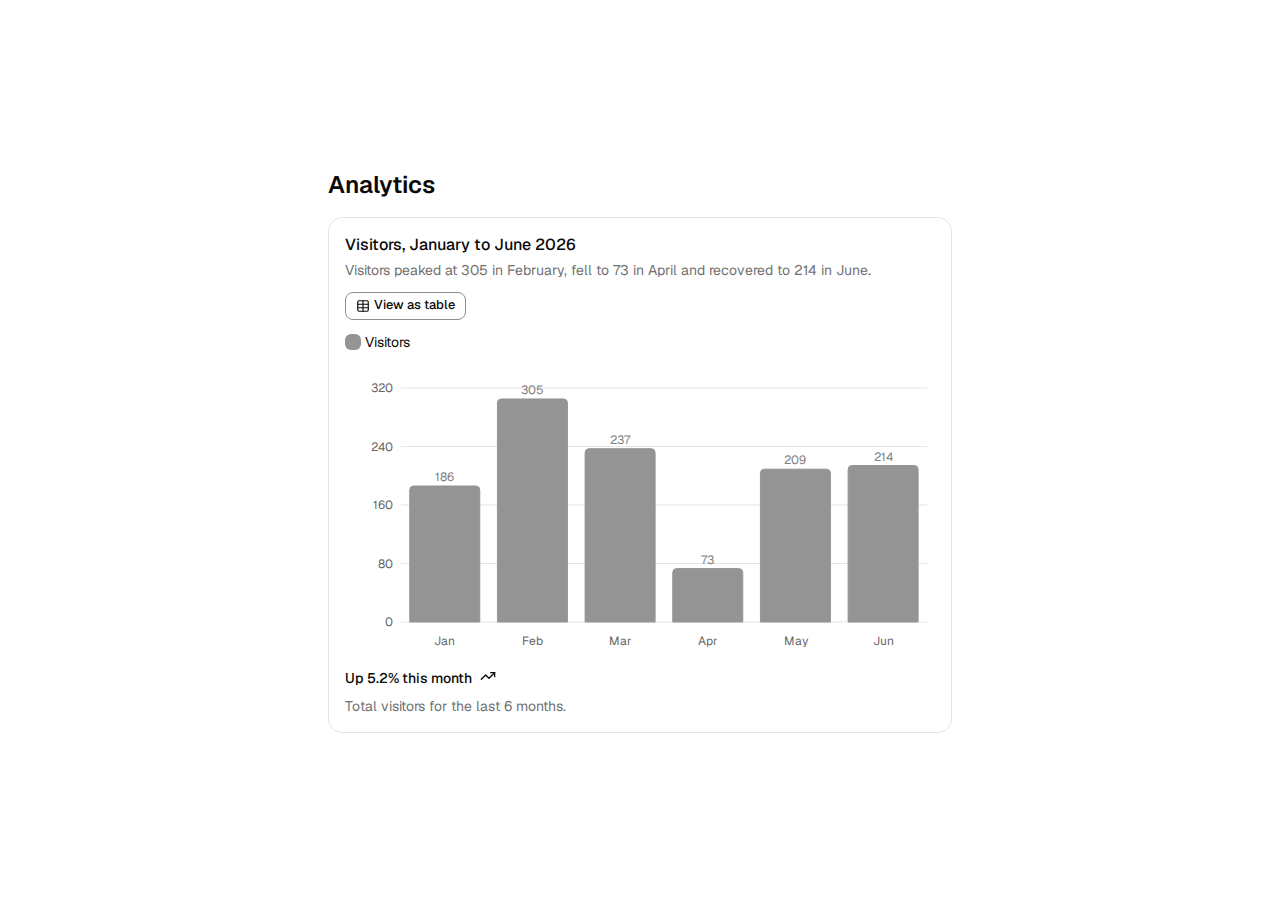 Analytics
Visitors, January to June 2026
Visitors peaked at 305 in February, fell to 73 in April and recovered to 214 in June.
View as table
Visitors
320
305
240
237
209
214
186
160
80
73
0
Jan Feb Mar Apr May Jun
Up 5.2% this month
Total visitors for the last 6 months.